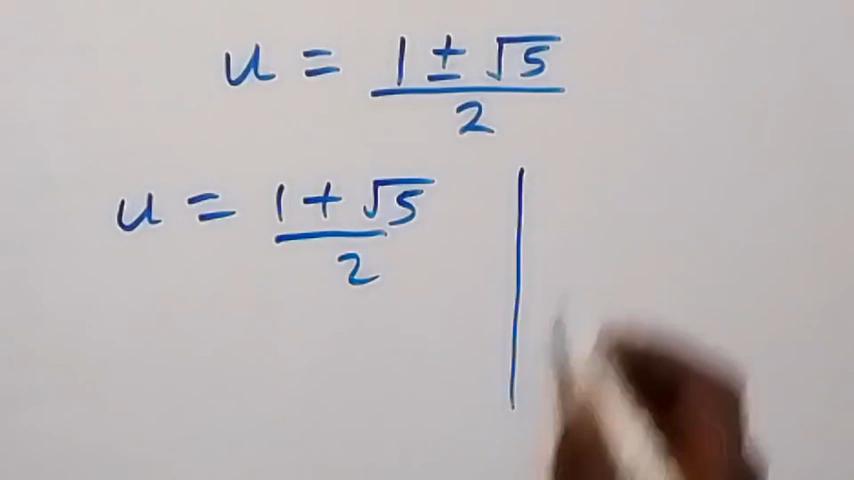 u = 1 ± √5 / 2
u = 1 + √5 / 2